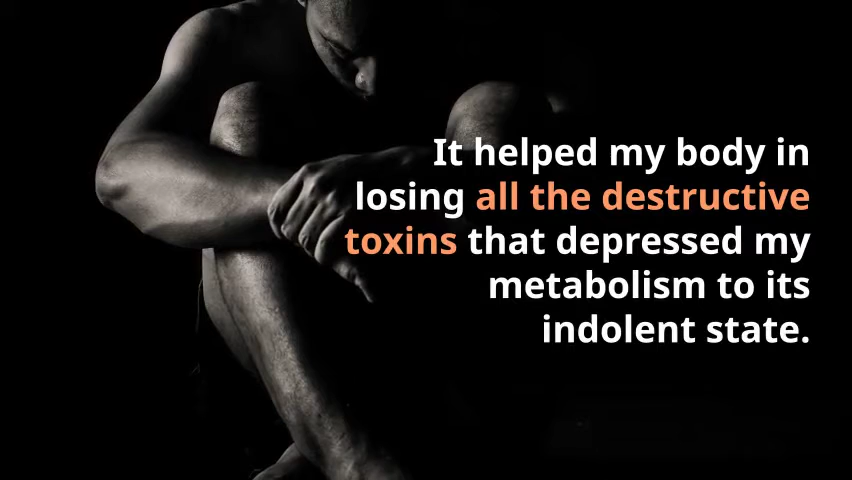 It helped my body in
losing all the destructive
toxins that depressed my
metabolism to its
indolent state.